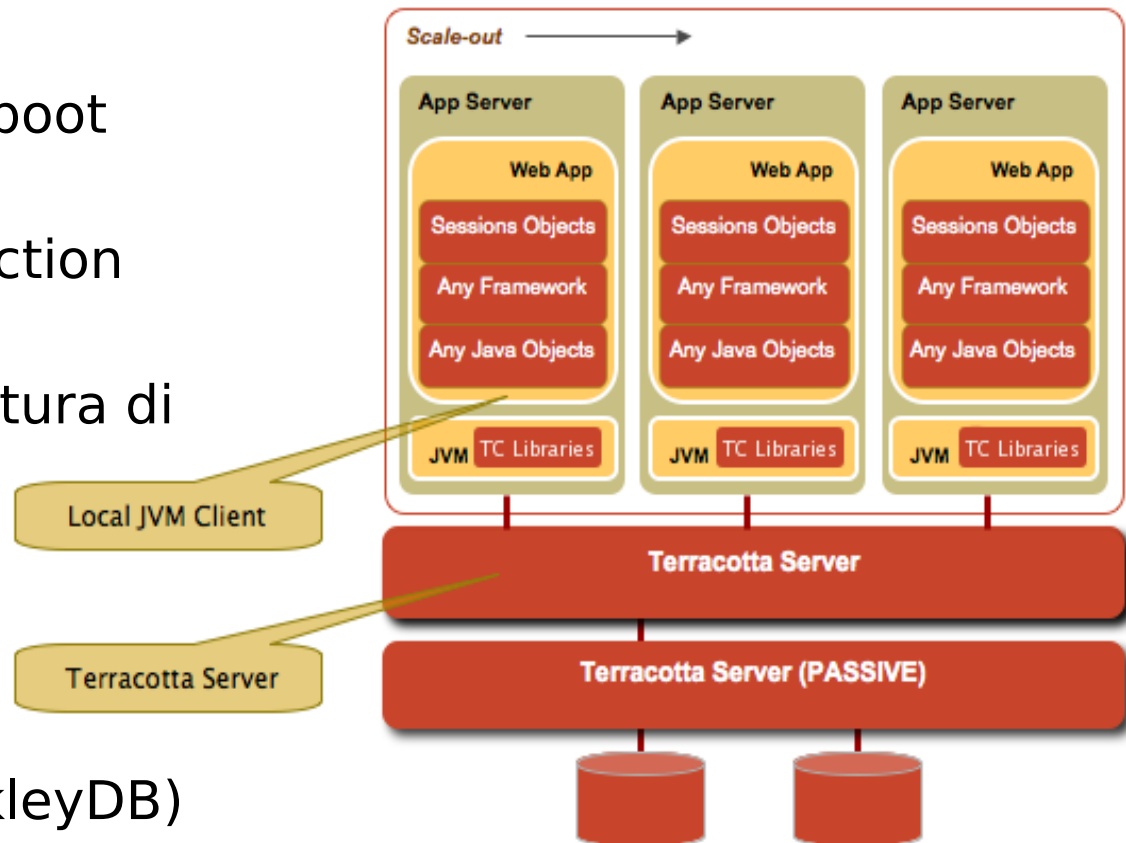 Scale-out
App Server
App Server
App Server
Web App
Web App
Web App
Sessions Objects
Sessions Objects
Sessions Objects
Any Framework
Any Framework
Any Framework
Any Java Objects
Any Java Objects
Any Java Objects
JVM TC Libraries
JVM TC Libraries
JVM TC Libraries
Local JVM Client
Terracotta Server
Terracotta Server
Terracotta Server (PASSIVE)
boot
ction
tura di
kleyDB)